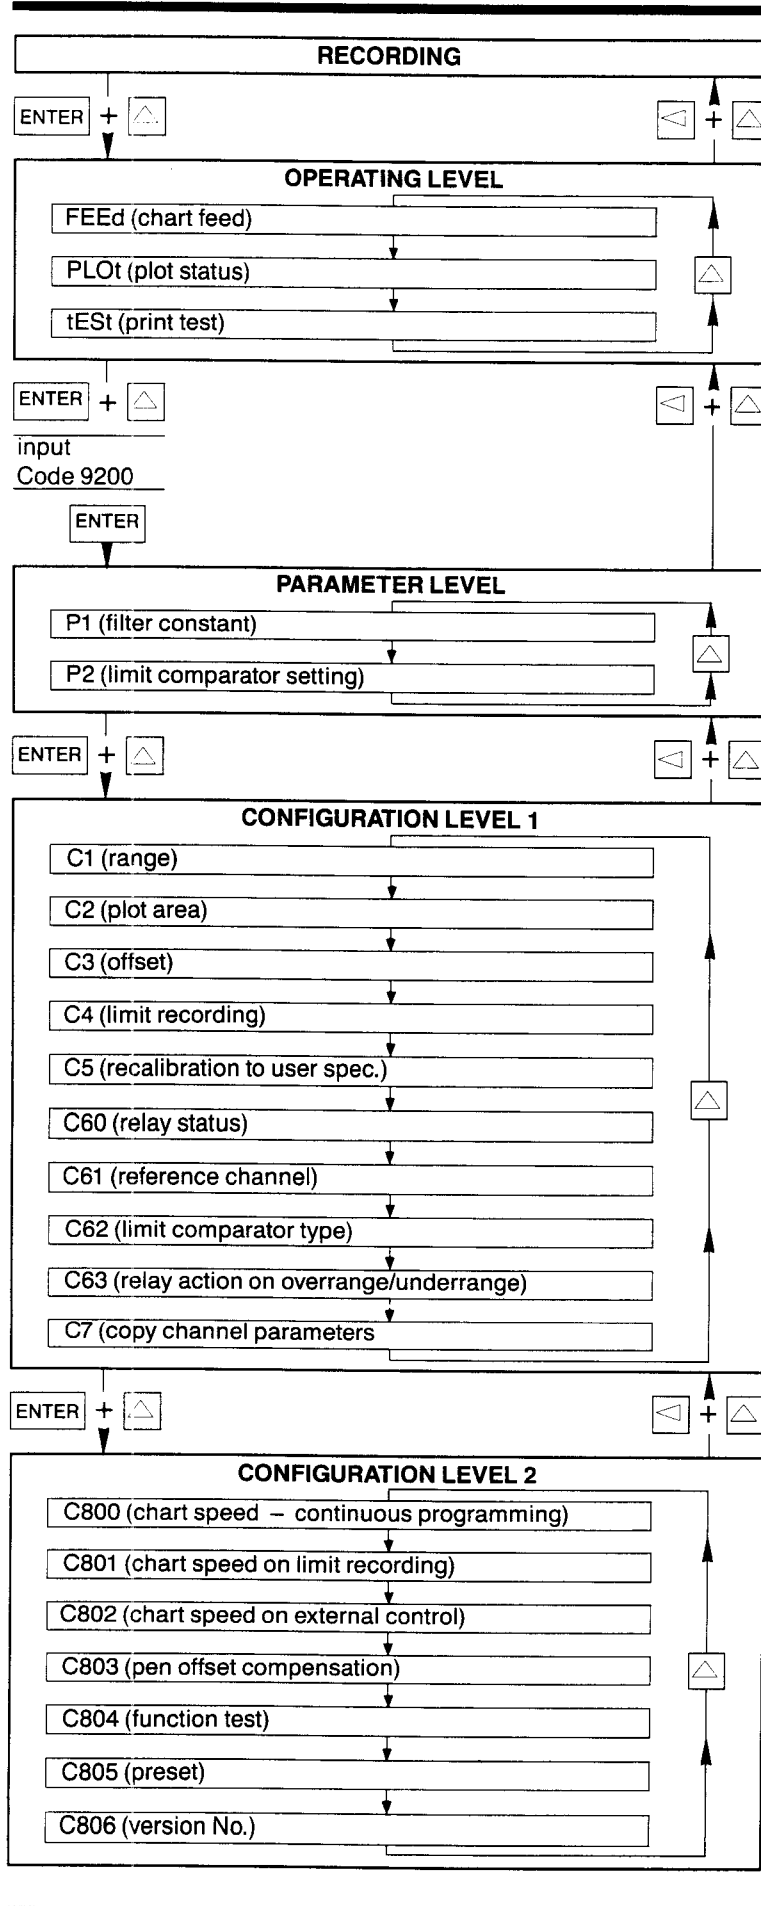 RECORDING
ENTER +
+
OPERATING LEVEL
FEEd (chart feed)
PLOt (plot status)
tESt (print test)
ENTER +
+
input
Code 9200
ENTER
PARAMETER LEVEL
P1 (filter constant)
P2 (limit comparator setting)
ENTER +
+
CONFIGURATION LEVEL 1
C1 (range)
C2 (plot area)
C3 (offset)
C4 (limit recording)
C5 (recalibration to user spec.)
C60 (relay status)
C61 (reference channel)
C62 (limit comparator type)
C63 (relay action on overrange/underrange)
C7 (copy channel parameters
ENTER +
+
CONFIGURATION LEVEL 2
C800 (chart speed – continuous programming)
C801 (chart speed on limit recording)
C802 (chart speed on external control)
C803 (pen offset compensation)
C804 (function test)
C805 (preset)
C806 (version No.)